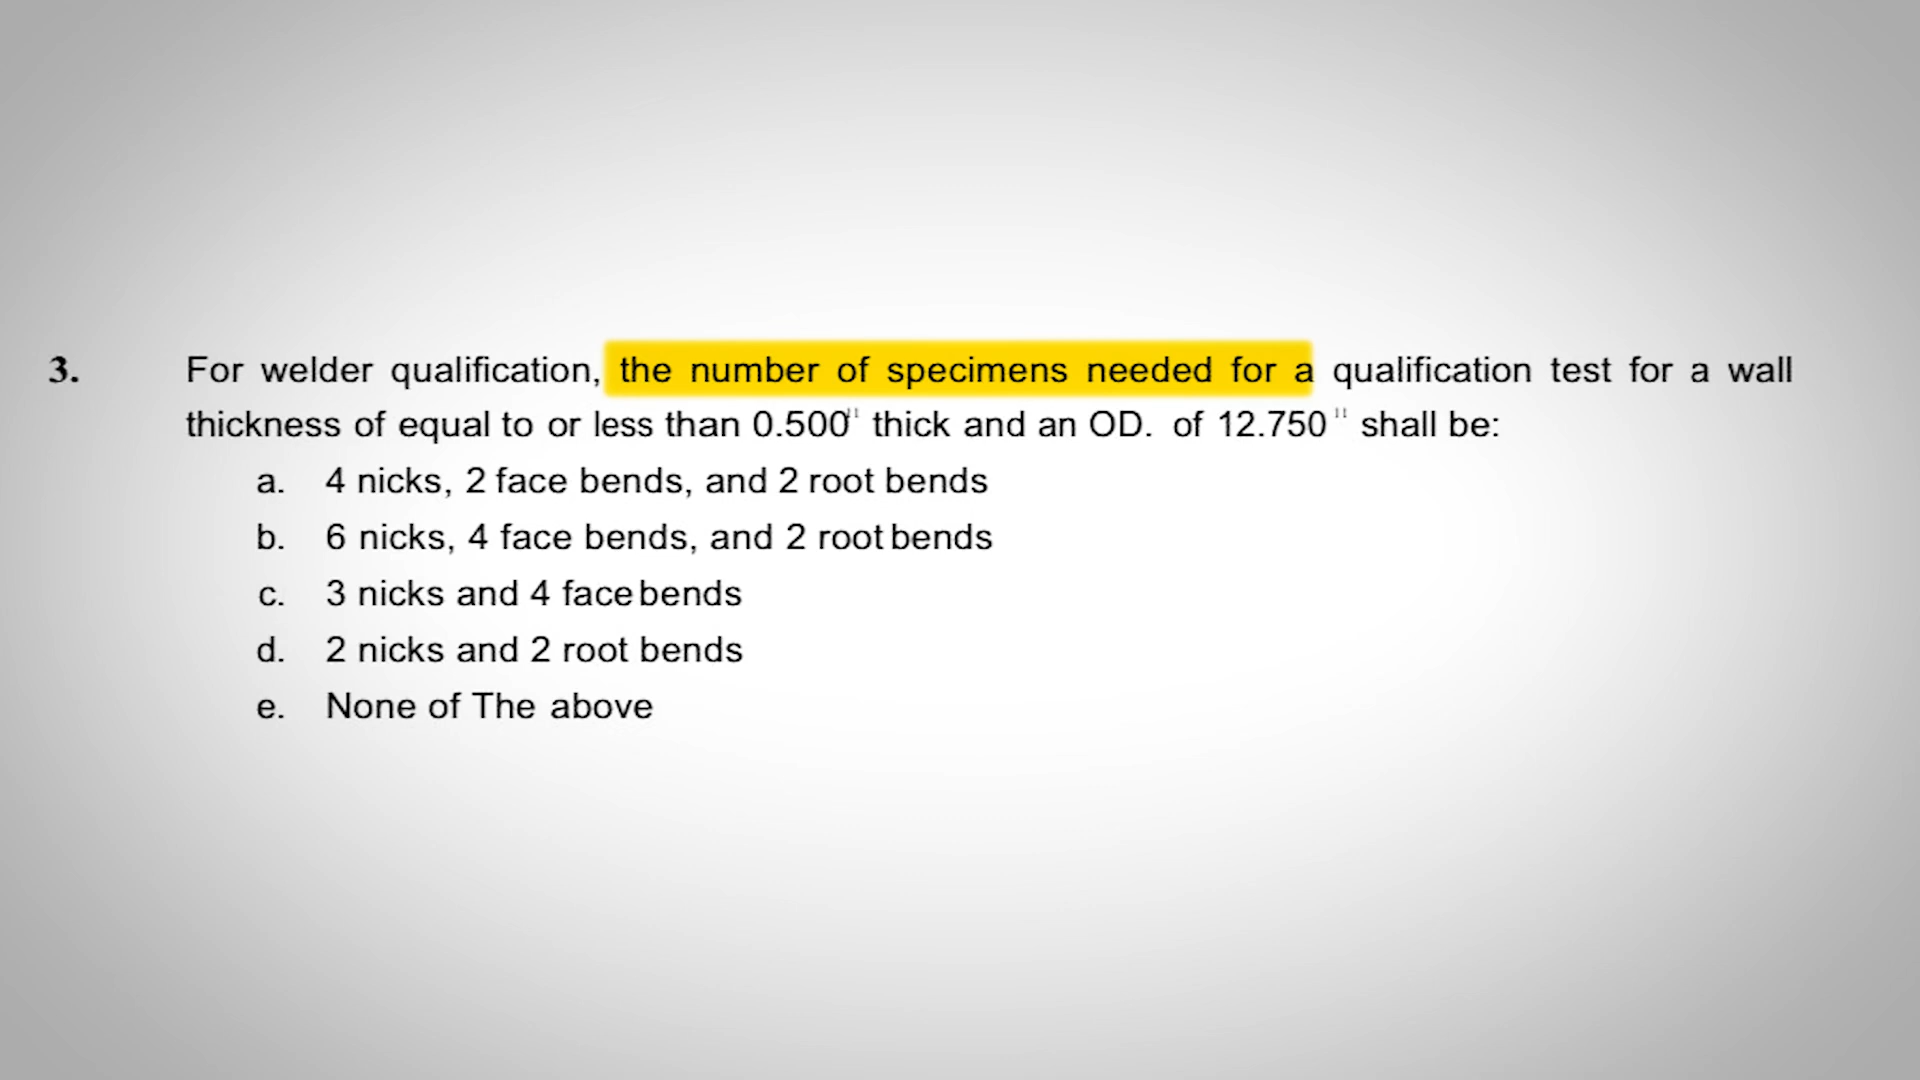 3. For welder qualification, the number of specimens needed for a qualification test for a wall
thickness of equal to or less than 0.500" thick and an OD. of 12.750" shall be:
a. 4 nicks, 2 face bends, and 2 root bends
b. 6 nicks, 4 face bends, and 2 root bends
c. 3 nicks and 4 face bends
d. 2 nicks and 2 root bends
e. None of The above